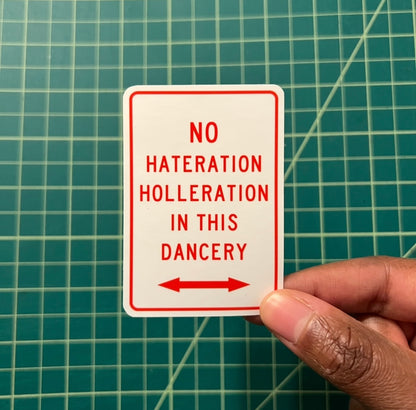 NO
HATERATION
HOLLERATION
IN THIS
DANCERY